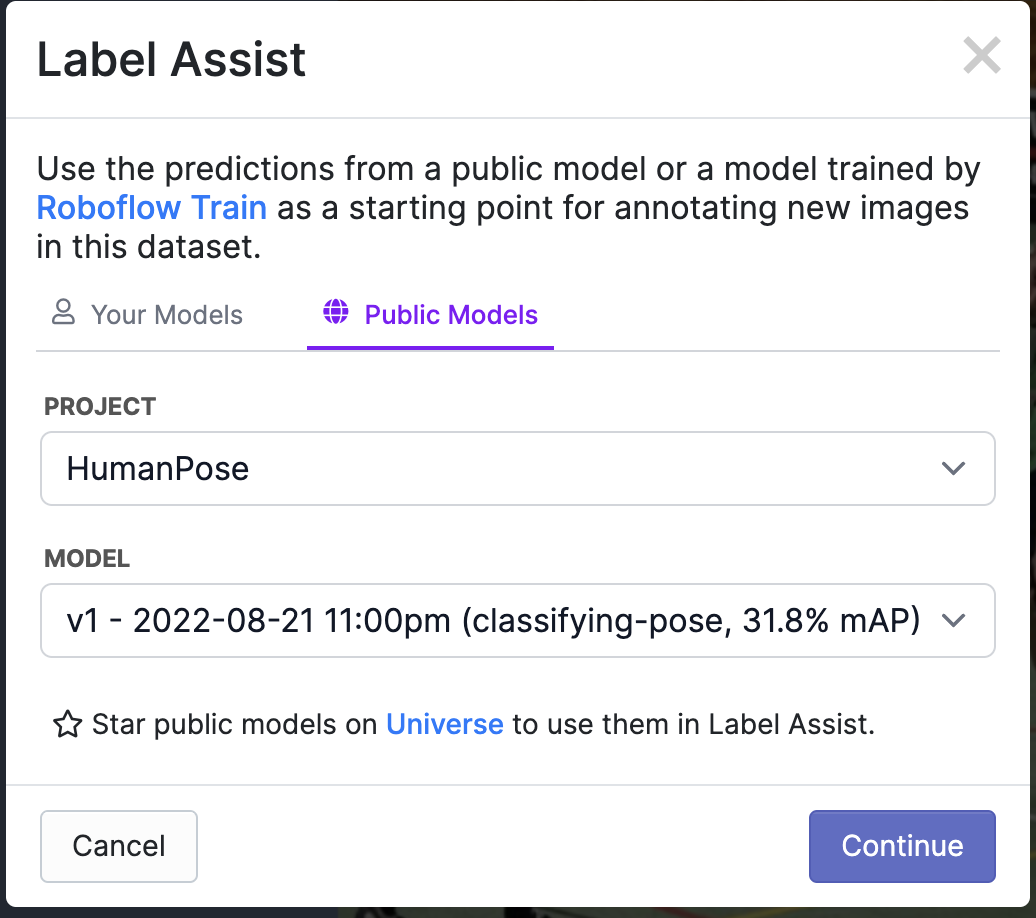 Label Assist
Use the predictions from a public model or a model trained by
Roboflow Train as a starting point for annotating new images
in this dataset.
Your Models
Public Models
PROJECT
HumanPose
MODEL
v1 - 2022-08-21 11:00pm (classifying-pose, 31.8% mAP)
Star public models on Universe to use them in Label Assist.
Cancel
Continue